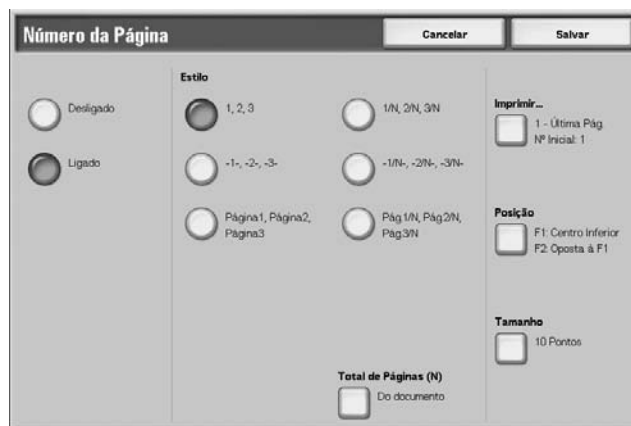 Número da Página
Cancelar
Salvar
Desligado
Ligado
Estilo
1, 2, 3
1/N, 2/N, 3/N
-1-, -2-, -3-
-1/N-, -2/N-, -3/N-
Página1, Página2,
Página3
Pág.1/N, Pág.2/N,
Pág.3/N
Total de Páginas (N)
Do documento
Imprimir...
1 - Última Pág.
Nº Inicial: 1
Posição
F1: Centro Inferior
F2: Oposta à F1
Tamanho
10 Pontos